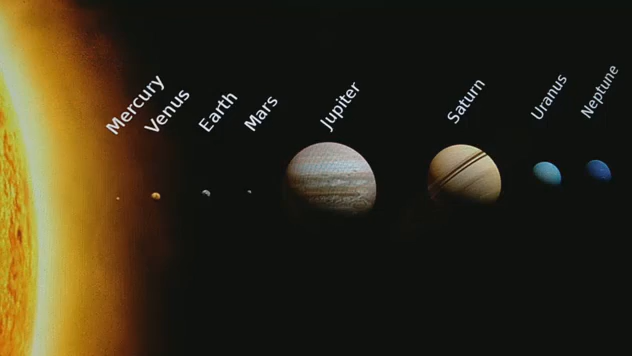 Mercury
Venus
Earth
Mars
Jupiter
Saturn
Uranus
Neptune